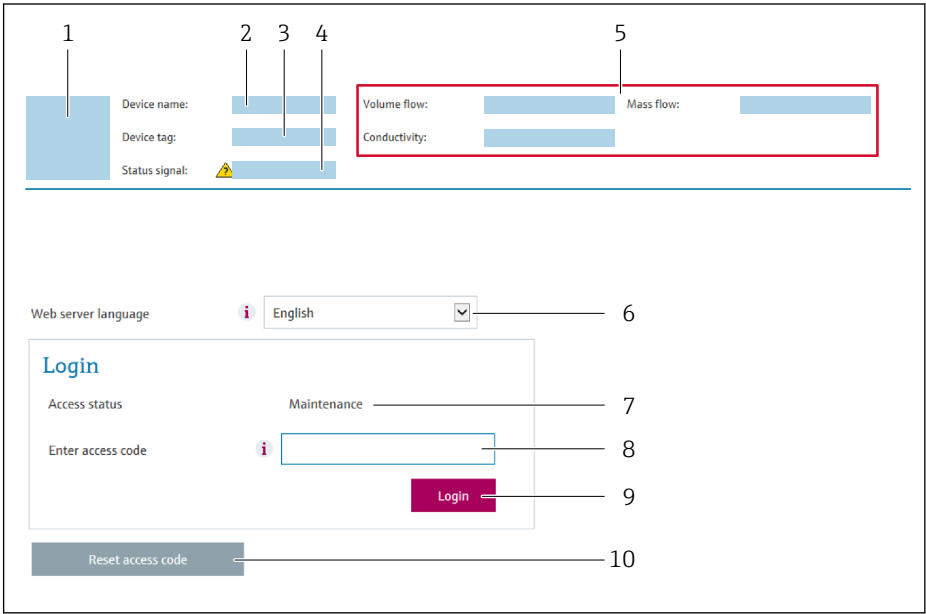 1 2 3 4 5
Device name: Volume flow: Mass flow:
Device tag: Conductivity:
Status signal: ?
Web server language i English 6
Login
Access status Maintenance 7
Enter access code i 8
Login 9
Reset access code 10